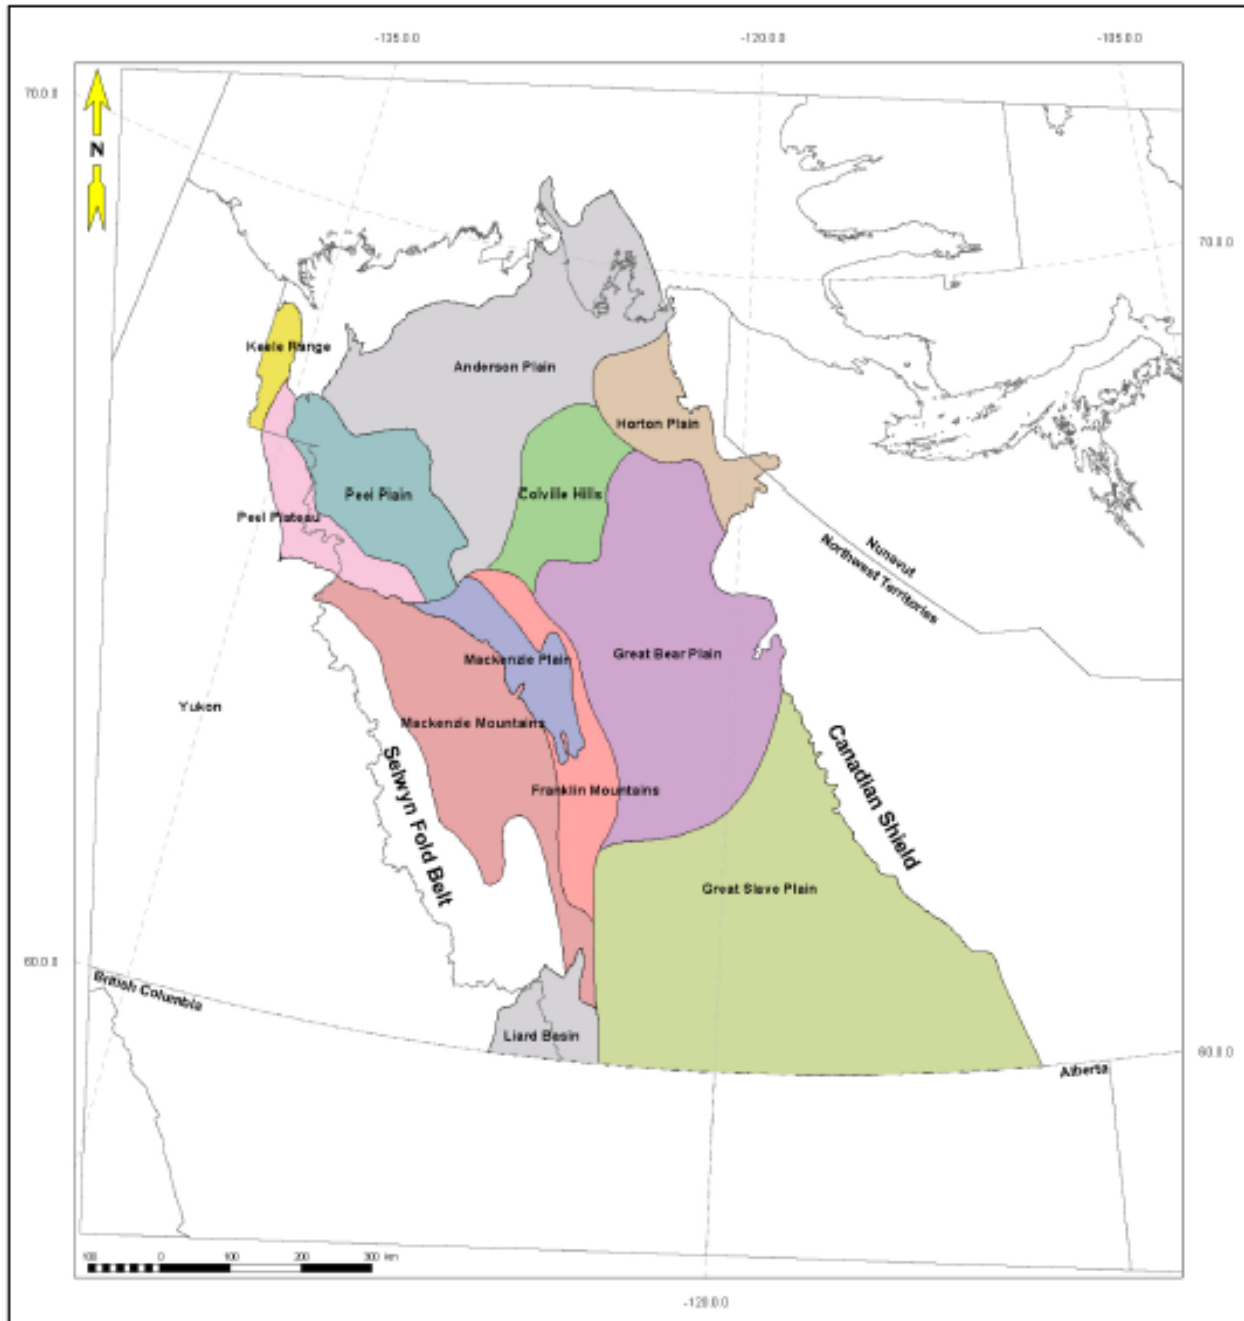 -135.0.0
-120.0.0
-105.0.0
70.0.0
N
70.0.0
Keele Range
Anderson Plain
Horton Plain
Peel Plain
Colville Hills
Peel Plateau
Nunavut
Northwest Territories
Mackenzie Plain
Great Bear Plain
Yukon
Mackenzie Mountains
Selwyn Fold Belt
Canadian Shield
Franklin Mountains
Great Slave Plain
60.0.0
British Columbia
Liard Basin
60.0.0
Alberta
100 0 100 200 300 km
-120.0.0